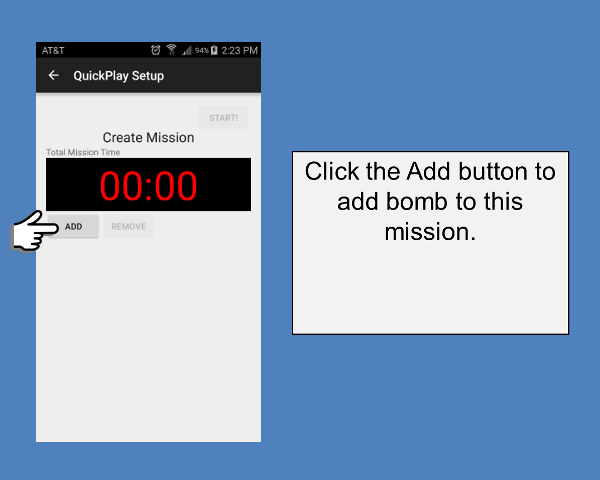 AT&T 94% 2:23 PM
QuickPlay Setup
START!
Create Mission
Total Mission Time
00:00
ADD REMOVE
Click the Add button to
add bomb to this
mission.